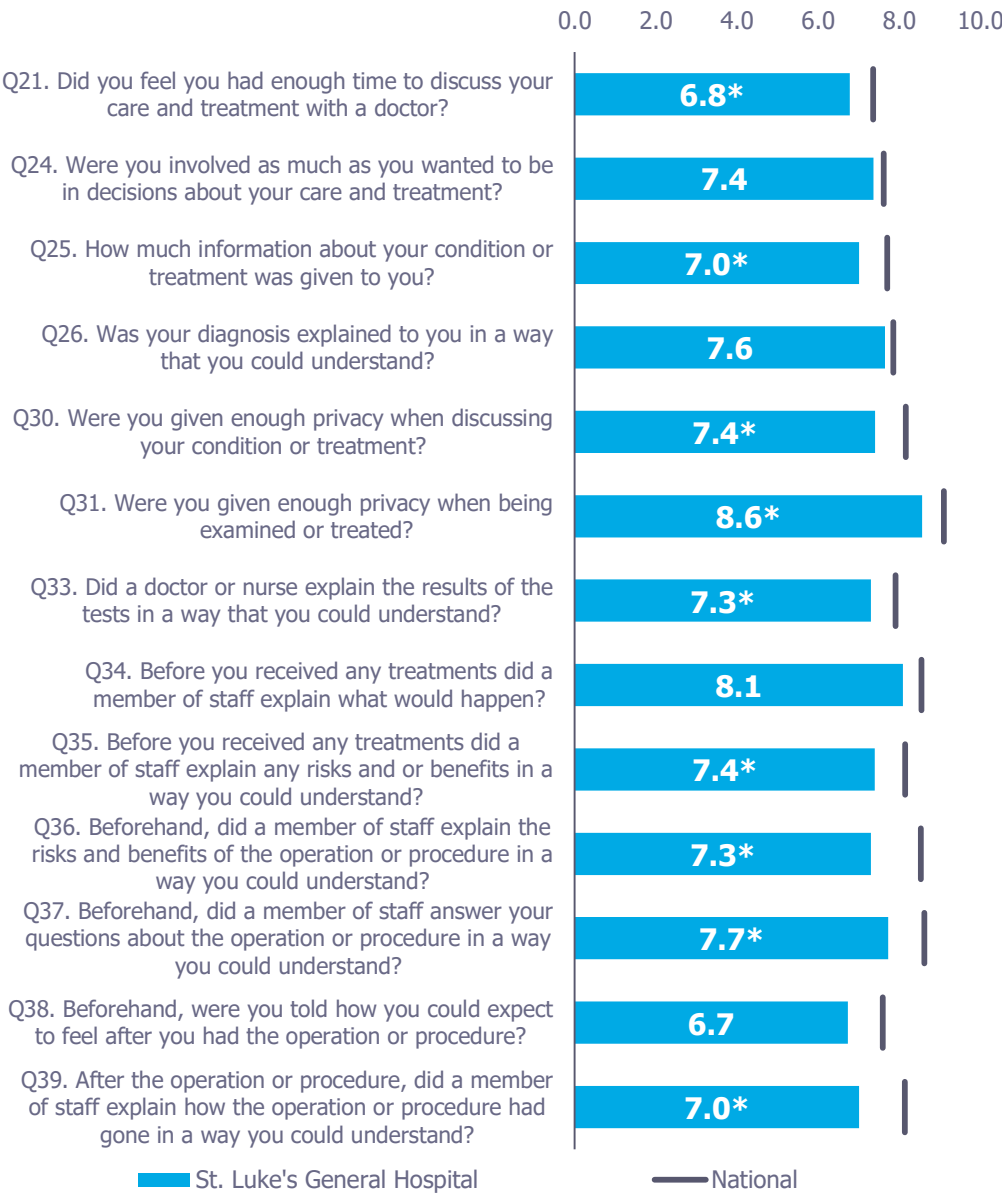 0.0 2.0 4.0 6.0 8.0 10.0
Q21. Did you feel you had enough time to discuss your
care and treatment with a doctor?
6.8*
Q24. Were you involved as much as you wanted to be
in decisions about your care and treatment?
7.4
Q25. How much information about your condition or
treatment was given to you?
7.0*
Q26. Was your diagnosis explained to you in a way
that you could understand?
7.6
Q30. Were you given enough privacy when discussing
your condition or treatment?
7.4*
Q31. Were you given enough privacy when being
examined or treated?
8.6*
Q33. Did a doctor or nurse explain the results of the
tests in a way that you could understand?
7.3*
Q34. Before you received any treatments did a
member of staff explain what would happen?
8.1
Q35. Before you received any treatments did a
member of staff explain any risks and or benefits in a
way you could understand?
7.4*
Q36. Beforehand, did a member of staff explain the
risks and benefits of the operation or procedure in a
way you could understand?
7.3*
Q37. Beforehand, did a member of staff answer your
questions about the operation or procedure in a way
you could understand?
7.7*
Q38. Beforehand, were you told how you could expect
to feel after you had the operation or procedure?
6.7
Q39. After the operation or procedure, did a member
of staff explain how the operation or procedure had
gone in a way you could understand?
7.0*
St. Luke's General Hospital National